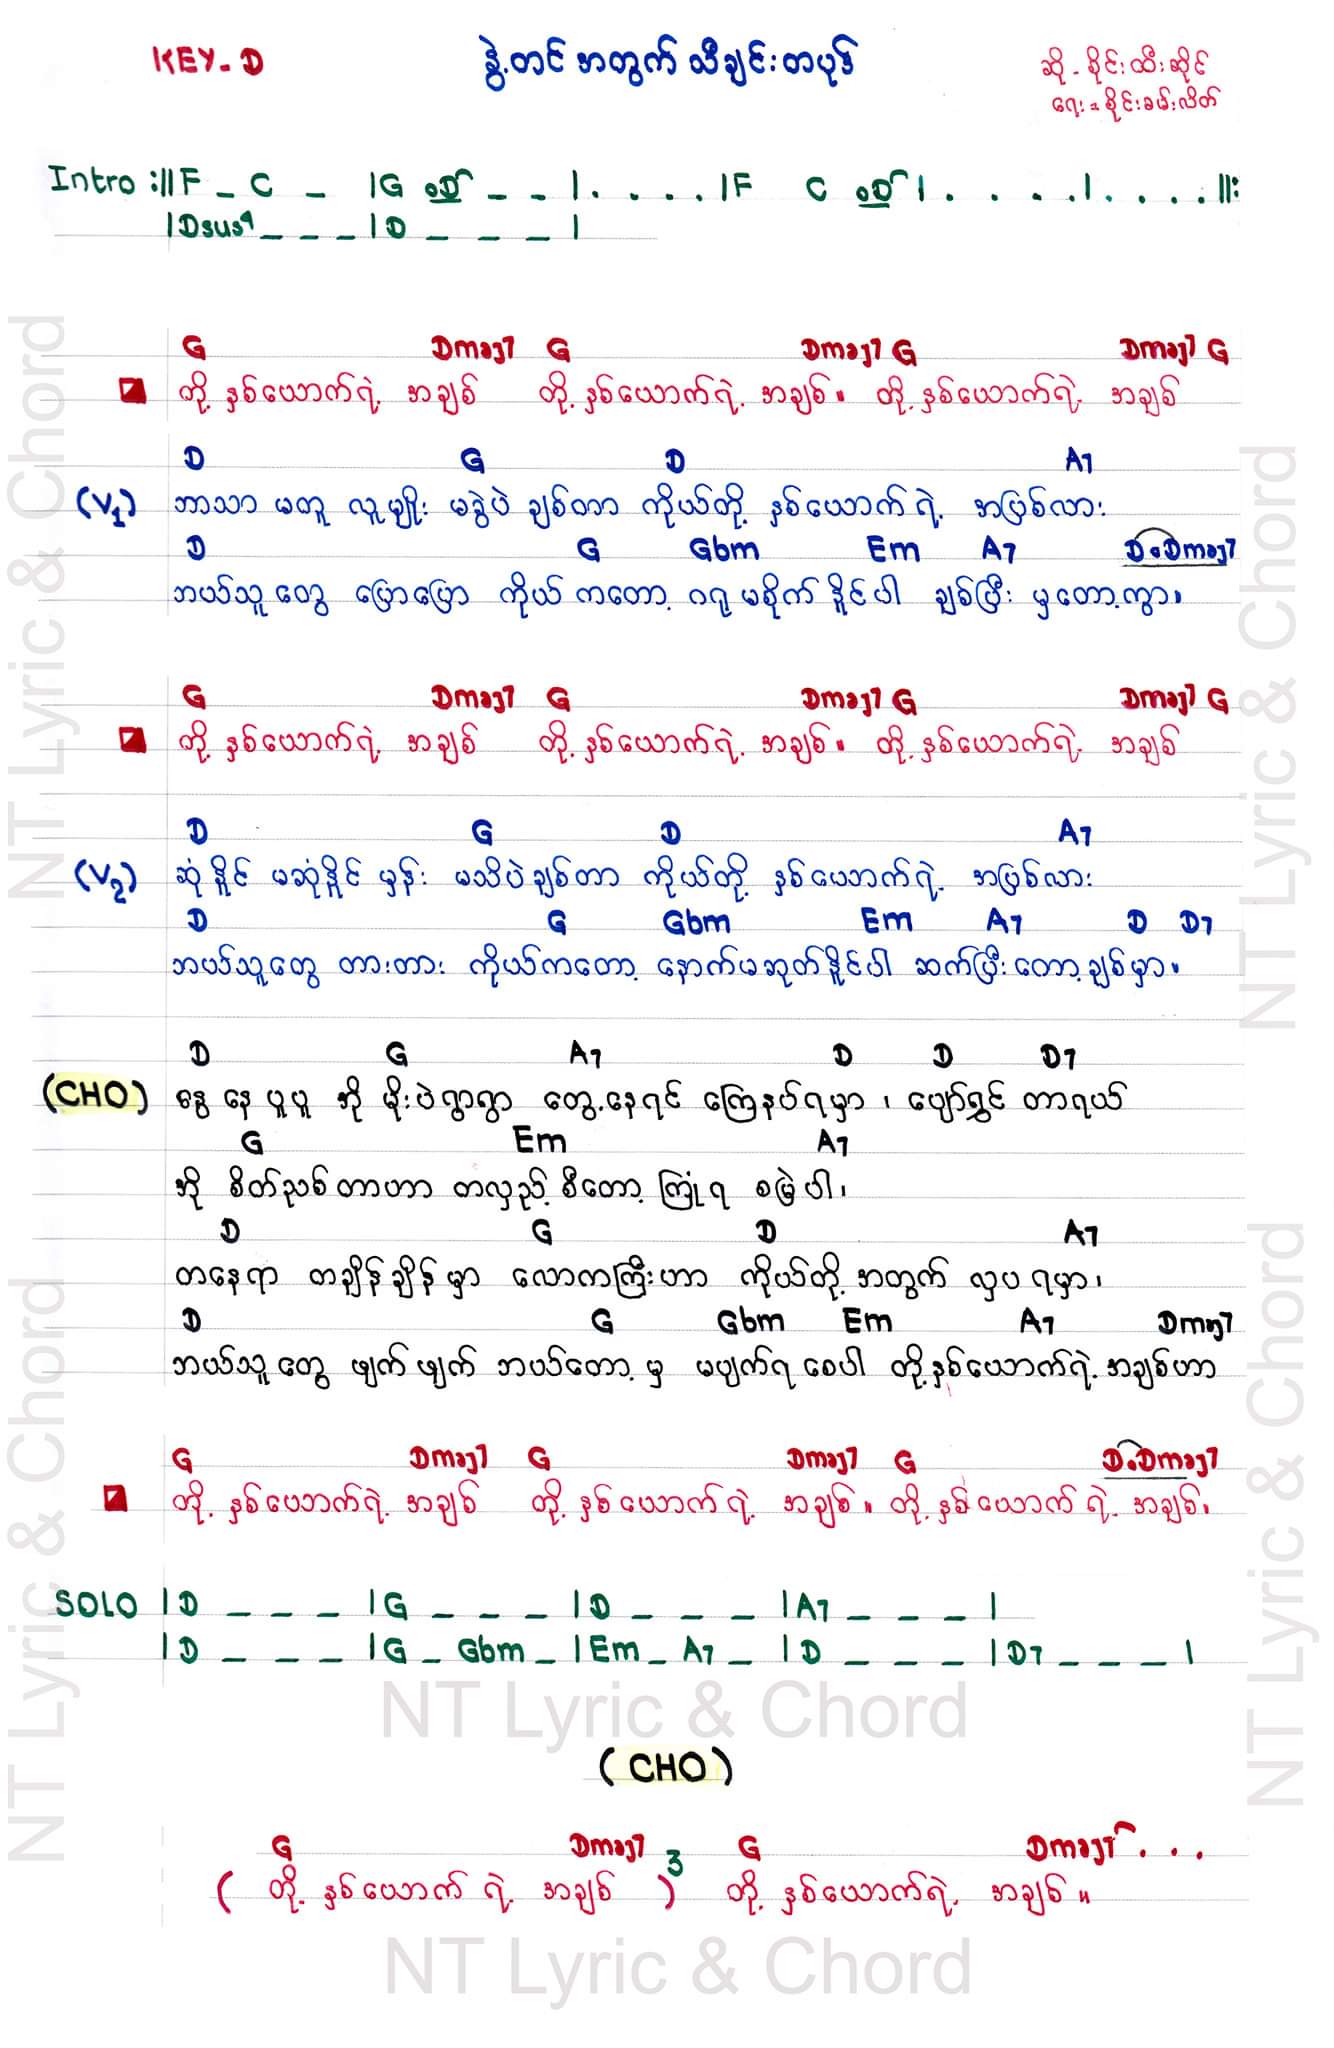 KEY-D
နွဲ့တင်အတွက် သီချင်းတပုဒ်
ဆို - စိုင်းထီးဆိုင်
ရေး = စိုင်းခမ်းလိတ်
Intro :||F _ C _ |G .D _ _ |. . . . |F C .D |. . . . |. . . . ||:
|Dsus4 _ _ _ |D _ _ _ |
G Dmaj7 G Dmaj7 G Dmaj7 G
တို့ နှစ်ယောက်ရဲ့ အချစ် တို့ နှစ်ယောက်ရဲ့ အချစ်။ တို့ နှစ်ယောက်ရဲ့ အချစ်
D G D A7
(V1) ဘာသာ မတူ လူမျိုး မခွဲပဲ ချစ်တာ ကိုယ်တို့ နှစ်ယောက်ရဲ့ အပြစ်လား
D G Gbm Em A7 D.Dmaj7
ဘယ်သူတွေ ပြောပြော ကိုယ်ကတော့ ဂရုမစိုက်နိုင်ပါ ချစ်ပြီးမှတော့ကွာ။
G Dmaj7 G Dmaj7 G Dmaj7 G
တို့ နှစ်ယောက်ရဲ့ အချစ် တို့ နှစ်ယောက်ရဲ့ အချစ်။ တို့ နှစ်ယောက်ရဲ့ အချစ်
D G D A7
(V2) ဆုံနိုင် မဆုံနိုင်မှန်း မသိပဲချစ်တာ ကိုယ်တို့ နှစ်ယောက်ရဲ့ အပြစ်လား
D G Gbm Em A7 D D7
ဘယ်သူတွေ တားတား ကိုယ်ကတော့ နောက်မဆုတ်နိုင်ပါ ဆက်ပြီးတော့ချစ်မှာ။
D G A7 D D D7
(CHO) နွေနေပူပူ အို မိုးပဲရွာရွာ တွေ့နေရင် ကြေနပ်ရမှာ ၊ ပျော်ရွှင်တာရယ်
G Em A7
အို စိတ်ညစ်တာဟာ တလှည့်စီတော့ ကြုံရစမြဲပါ၊
D G D A7
တနေရာ တချိန်ချိန်မှာ လောကကြီးဟာ ကိုယ်တို့အတွက် လှပရမှာ၊
D G Gbm Em A7 Dmaj7
ဘယ်သူတွေ ဖျက်ဖျက် ဘယ်တော့မှ မပျက်ရစေပါ တို့နှစ်ယောက်ရဲ့ အချစ်ဟာ
G Dmaj7 G Dmaj7 G D.Dmaj7
တို့ နှစ်ယောက်ရဲ့ အချစ် တို့ နှစ်ယောက်ရဲ့ အချစ်။ တို့ နှစ်ယောက်ရဲ့ အချစ်။
SOLO |D _ _ _ |G _ _ _ |D _ _ _ |A7 _ _ _ |
|D _ _ _ |G _ Gbm _ |Em _ A7 _ |D _ _ _ |D7 _ _ _ |
NT Lyric & Chord
(CHO)
G Dmaj7 3 G Dmaj7 . . .
( တို့ နှစ်ယောက်ရဲ့ အချစ် ) တို့ နှစ်ယောက်ရဲ့ အချစ်။
NT Lyric & Chord
NT Lyric & Chord
NT Lyric & Chord
NT Lyric & Chord
NT Lyric & Chord